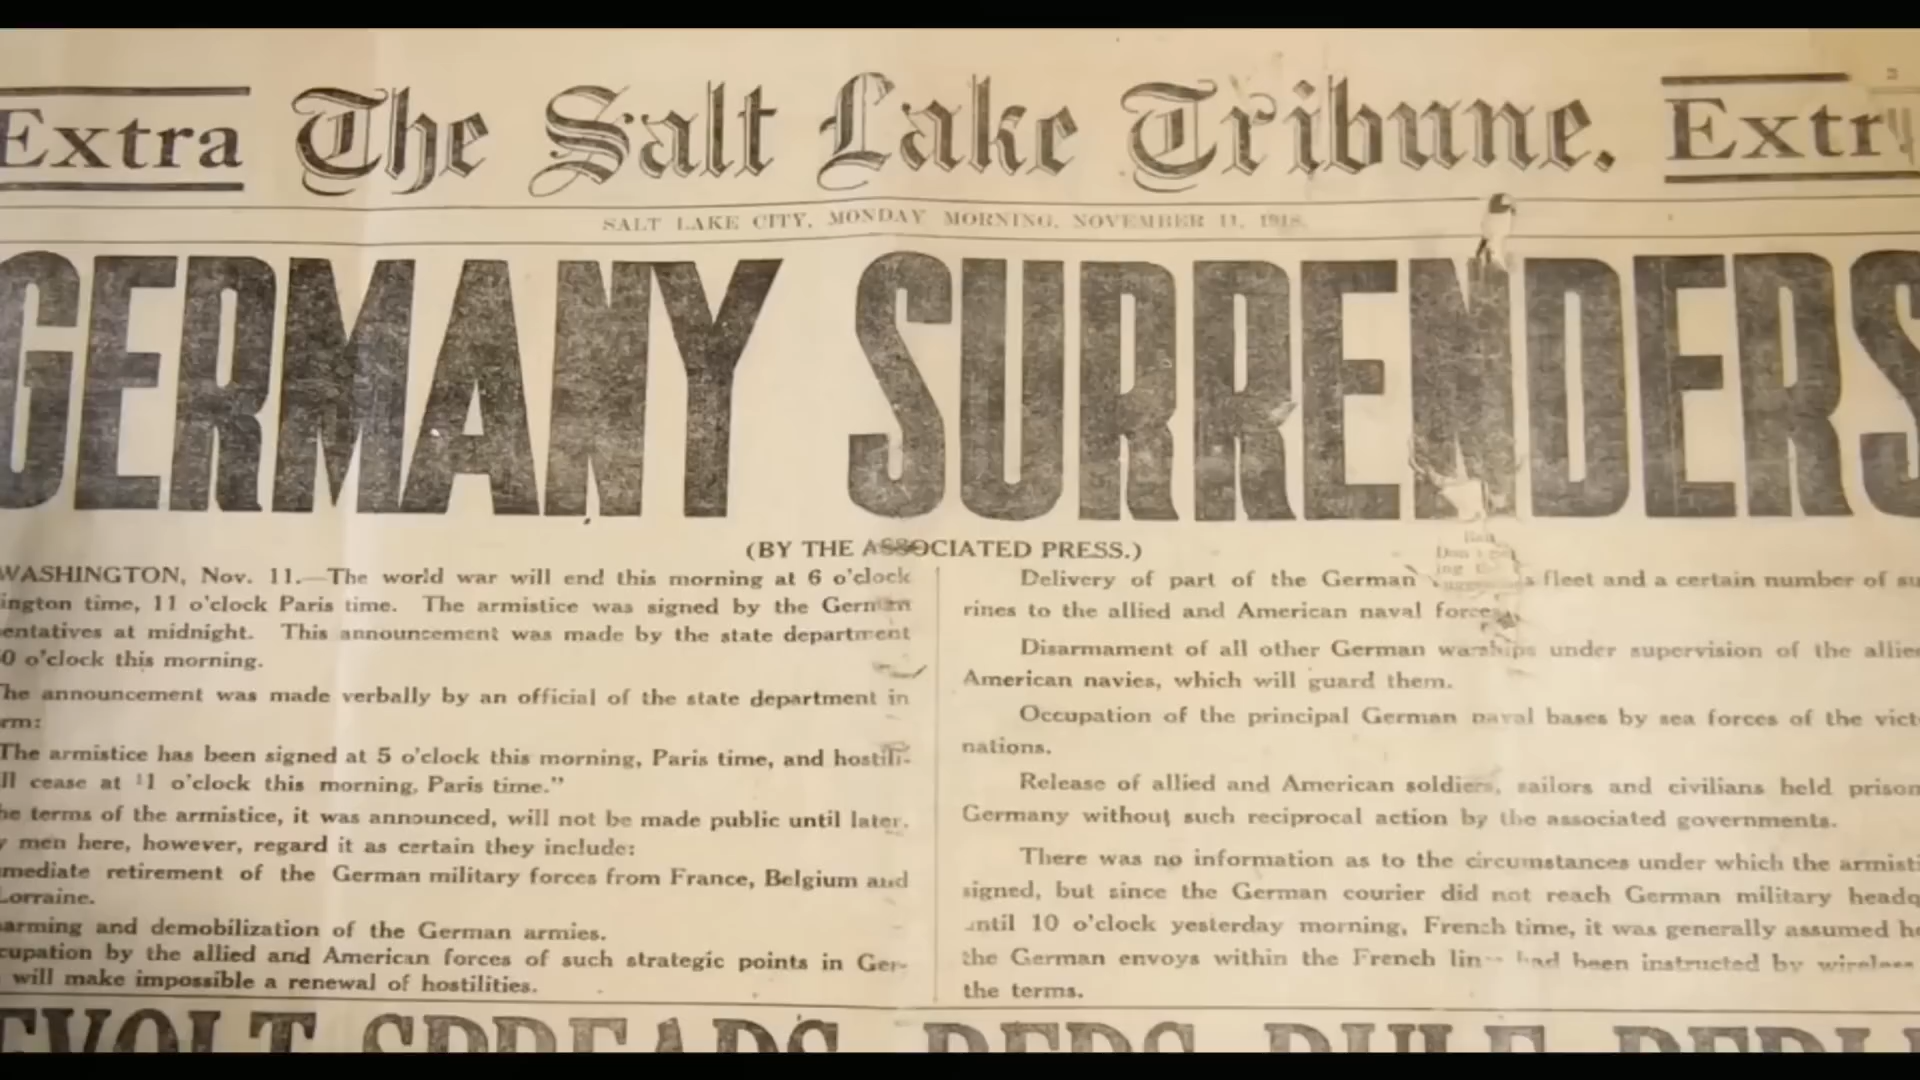 Extra The Salt Lake Tribune. Extr
SALT LAKE CITY, MONDAY MORNING, NOVEMBER 11, 1918.
GERMANY SURRENDERS
(BY THE ASSOCIATED PRESS.)
WASHINGTON, Nov. 11.—The world war will end this morning at 6 o'clock
ington time, 11 o'clock Paris time. The armistice was signed by the German
entatives at midnight. This announcement was made by the state department
0 o'clock this morning.
he announcement was made verbally by an official of the state department in
rm:
The armistice has been signed at 5 o'clock this morning, Paris time, and hostili-
ll cease at 11 o'clock this morning, Paris time."
he terms of the armistice, it was announced, will not be made public until later.
y men here, however, regard it as certain they include:
mediate retirement of the German military forces from France, Belgium and
Lorraine.
arming and demobilization of the German armies.
cupation by the allied and American forces of such strategic points in Ger-
will make impossible a renewal of hostilities.
Delivery of part of the German fleet and a certain number of su
rines to the allied and American naval forces.
Disarmament of all other German warships under supervision of the allie
American navies, which will guard them.
Occupation of the principal German naval bases by sea forces of the vict
nations.
Release of allied and American soldiers, sailors and civilians held prison
Germany without such reciprocal action by the associated governments.
There was no information as to the circumstances under which the armisti
signed, but since the German courier did not reach German military headq
until 10 o'clock yesterday morning, French time, it was generally assumed he
the German envoys within the French lin had been instructed by wireless
the terms.
EVOLT SPREADS, REDS RULE BERLI